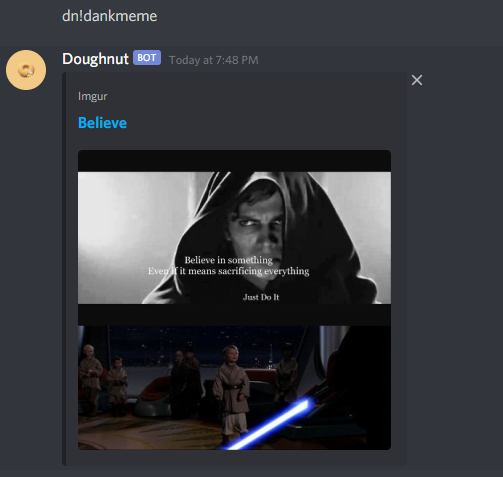 dn!dankmeme
Doughnut BOT Today at 7:48 PM
Imgur
Believe
Believe in something
Even if it means sacrificing everything
Just Do It